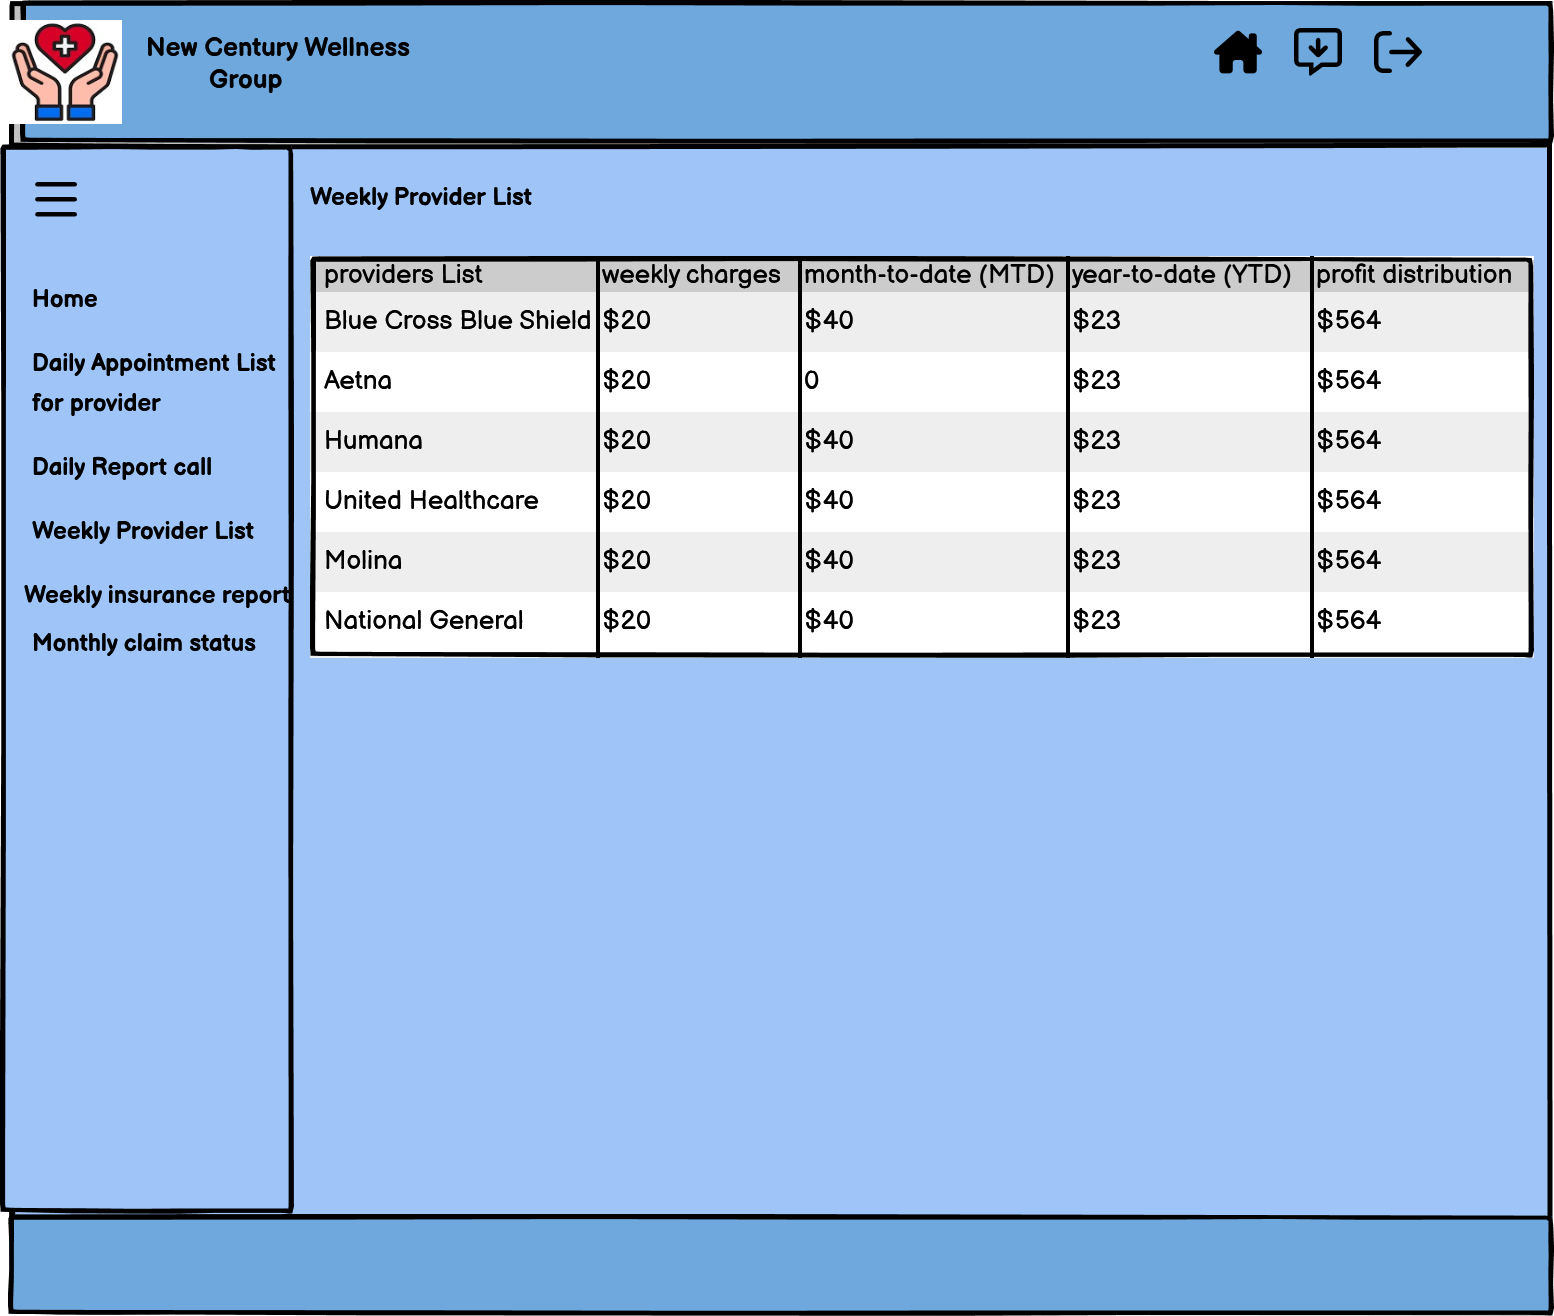 New Century Wellness
Group
Weekly Provider List
Home
Daily Appointment List
for provider
Daily Report call
Weekly Provider List
Weekly insurance report
Monthly claim status
providers List weekly charges month-to-date (MTD) year-to-date (YTD) profit distribution
Blue Cross Blue Shield $20 $40 $23 $564
Aetna $20 0 $23 $564
Humana $20 $40 $23 $564
United Healthcare $20 $40 $23 $564
Molina $20 $40 $23 $564
National General $20 $40 $23 $564